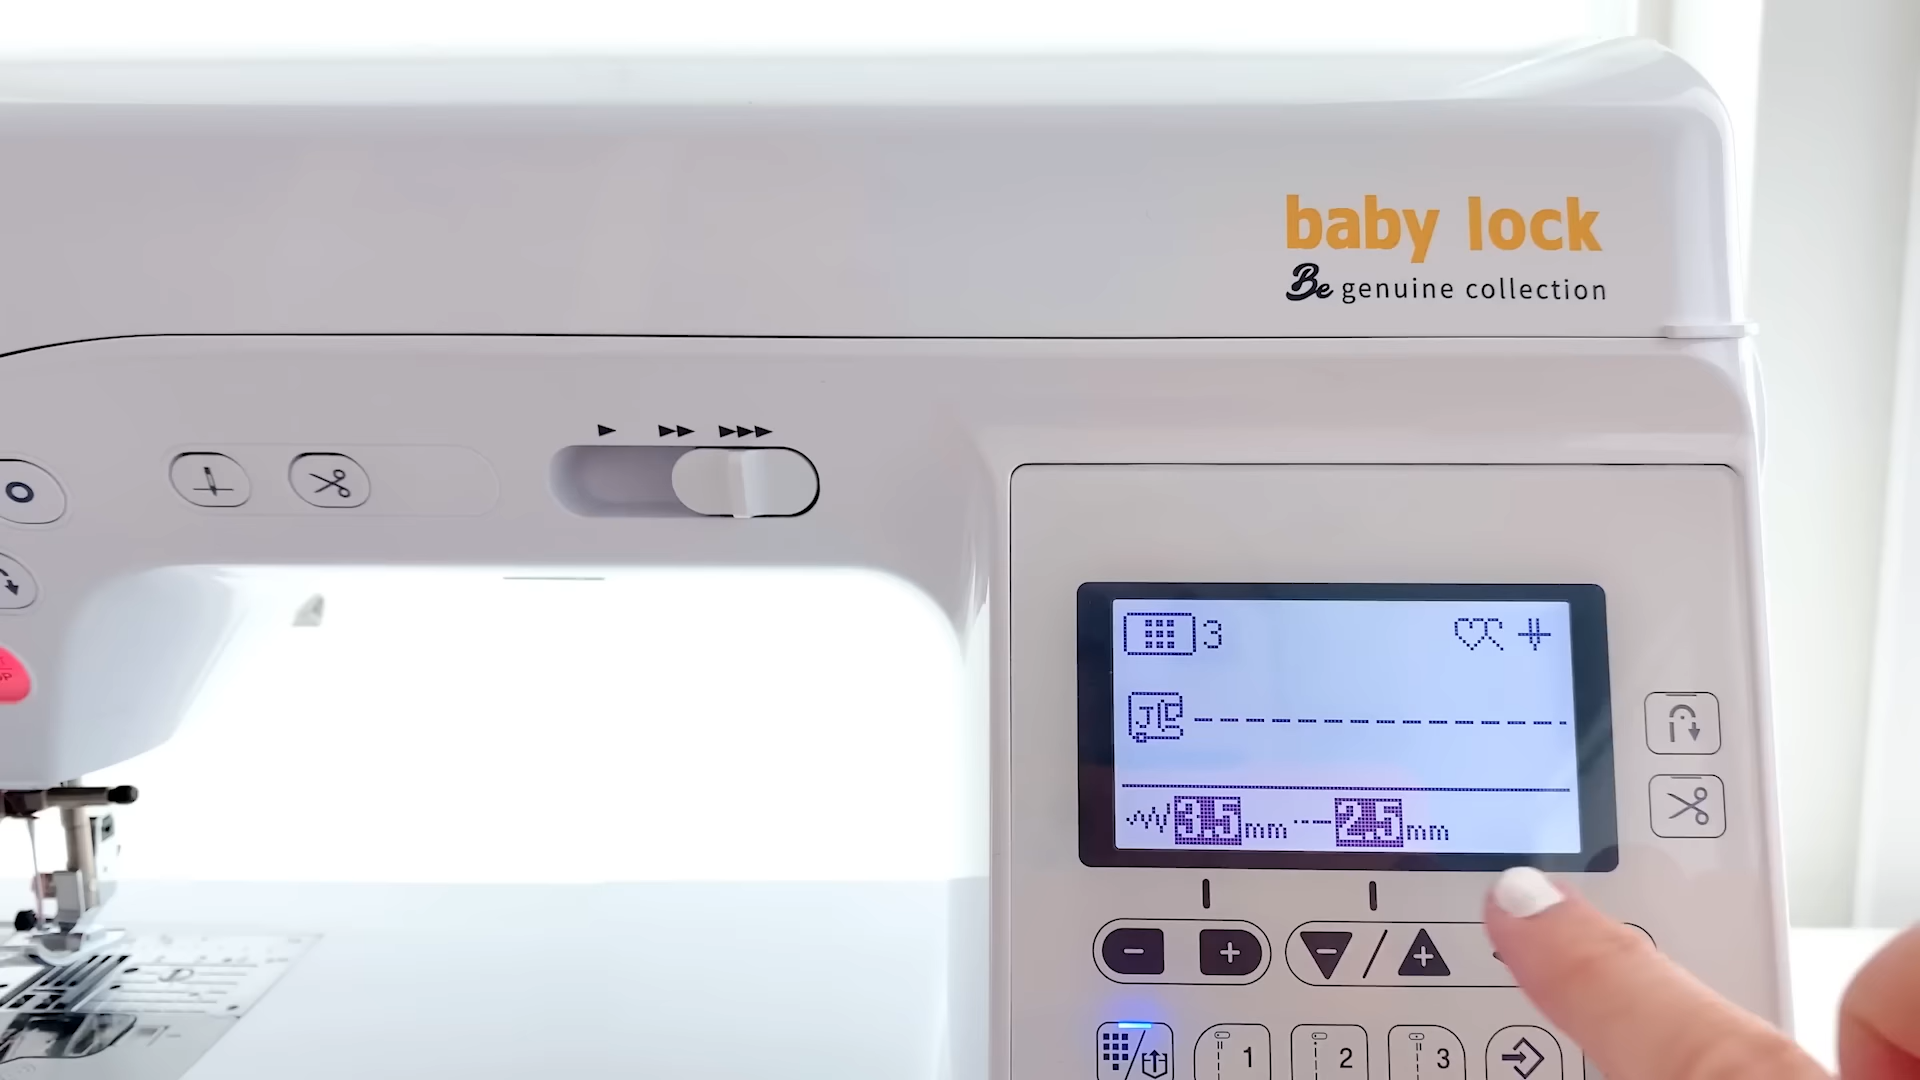 baby lock
Be genuine collection
3
J
3.5mm 2.5mm
- + - / +
1 2 3